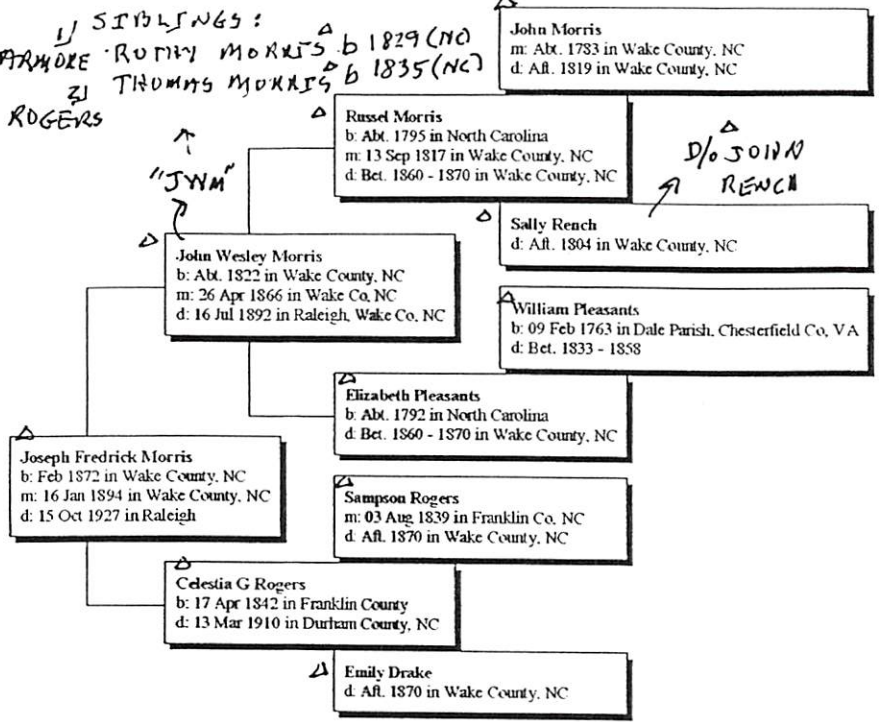 1) SIBLINGS:
ARMORE RUTHY MORRIS b 1829 (NC)
2) THOMAS MORRIS b 1835 (NC)
ROGERS
"JWM"
D/o JOHN
RENCH
John Morris
m: Abt. 1783 in Wake County, NC
d: Aft. 1819 in Wake County, NC
Russel Morris
b: Abt. 1795 in North Carolina
m: 13 Sep 1817 in Wake County, NC
d: Bet. 1860 - 1870 in Wake County, NC
Sally Rench
d: Aft. 1804 in Wake County, NC
John Wesley Morris
b: Abt. 1822 in Wake County, NC
m: 26 Apr 1866 in Wake Co, NC
d: 16 Jul 1892 in Raleigh, Wake Co, NC
William Pleasants
b: 09 Feb 1763 in Dale Parish, Chesterfield Co, VA
d: Bet. 1833 - 1858
Elizabeth Pleasants
b: Abt. 1792 in North Carolina
d: Bet. 1860 - 1870 in Wake County, NC
Joseph Fredrick Morris
b: Feb 1872 in Wake County, NC
m: 16 Jan 1894 in Wake County, NC
d: 15 Oct 1927 in Raleigh
Sampson Rogers
m: 03 Aug 1839 in Franklin Co, NC
d: Aft. 1870 in Wake County, NC
Celestia G Rogers
b: 17 Apr 1842 in Franklin County
d: 13 Mar 1910 in Durham County, NC
Emily Drake
d: Aft. 1870 in Wake County, NC